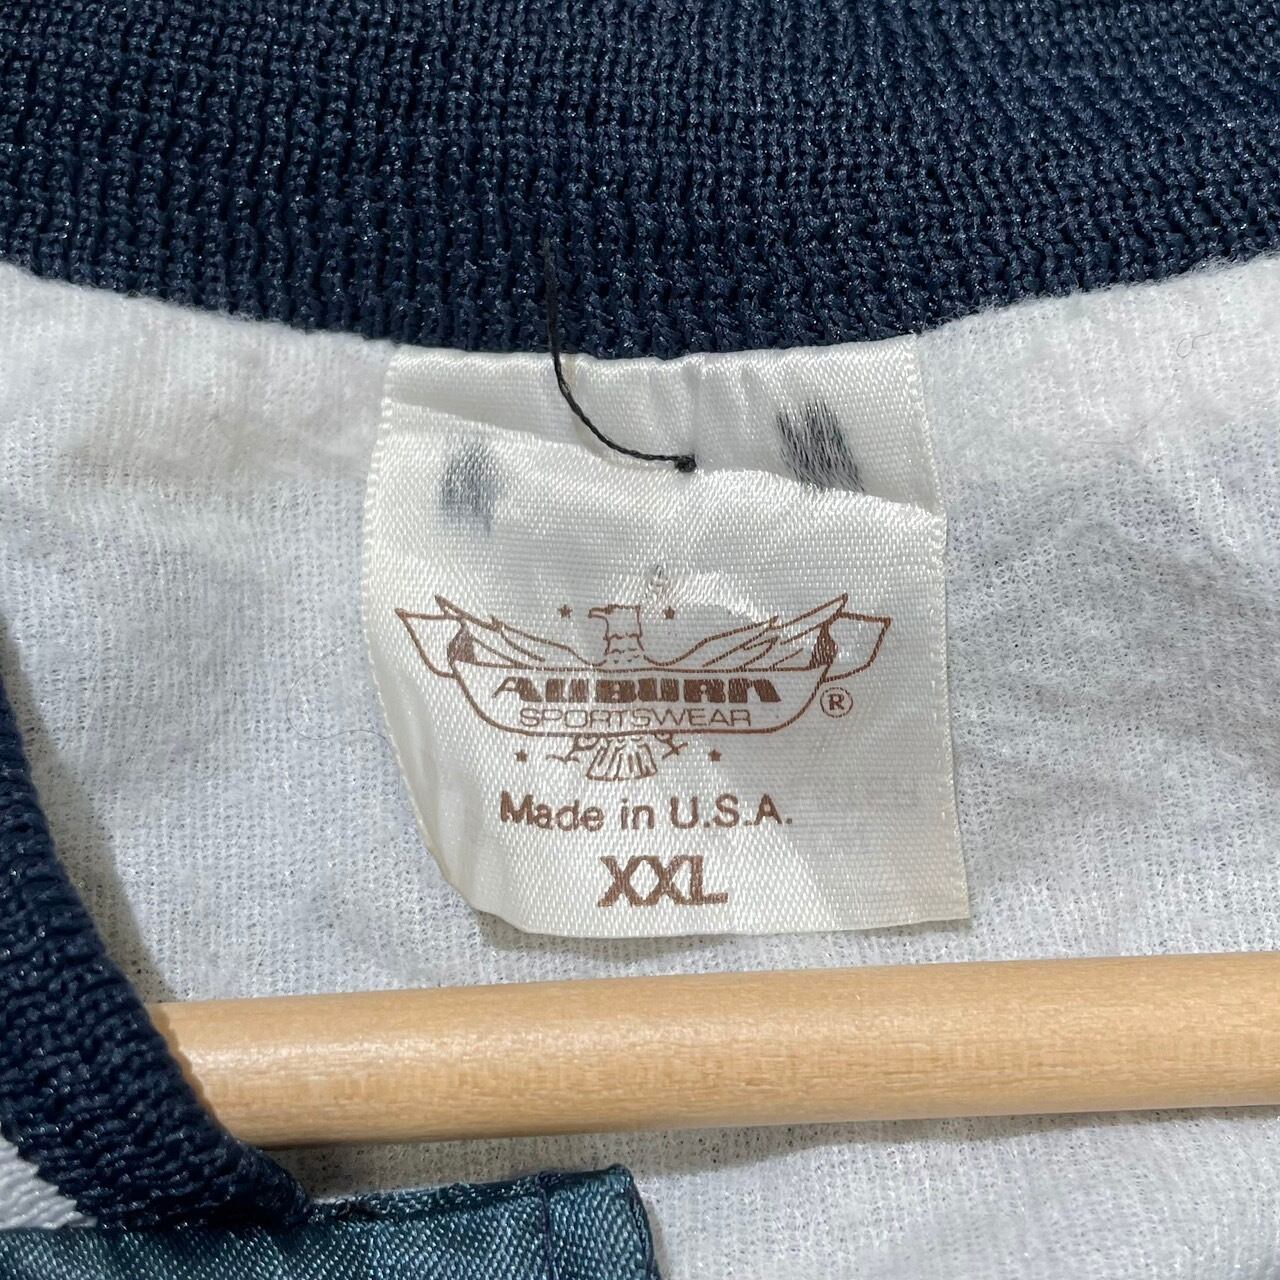 AUBURN
SPORTSWEAR
®
Made in U.S.A.
XXL